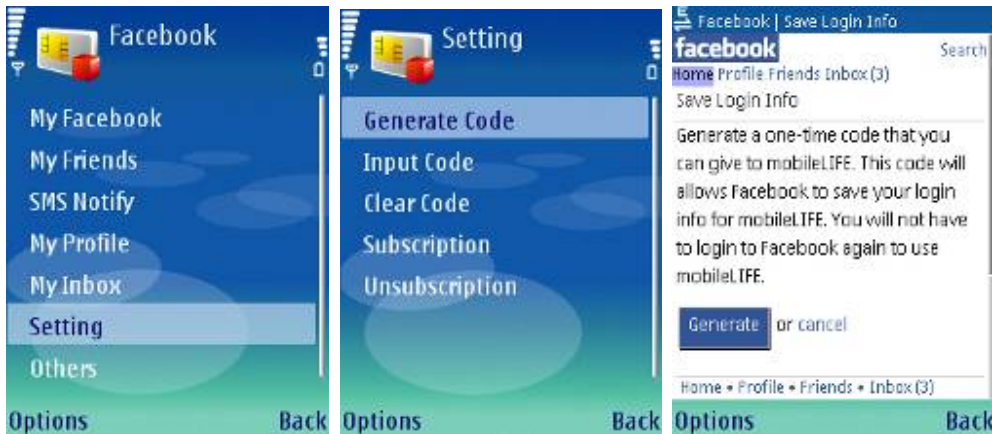 Facebook
My Facebook
My Friends
SMS Notify
My Profile
My Inbox
Setting
Others
Options Back
Setting
Generate Code
Input Code
Clear Code
Subscription
Unsubscription
Options Back
Facebook | Save Login Info
facebook Search
Home Profile Friends Inbox (3)
Save Login Info
Generate a one-time code that you
can give to mobileLIFE. This code will
allows Facebook to save your login
info for mobileLIFE. You will not have
to login to Facebook again to use
mobileLIFE.
Generate or cancel
Home • Profile • Friends • Inbox (3)
Options Back